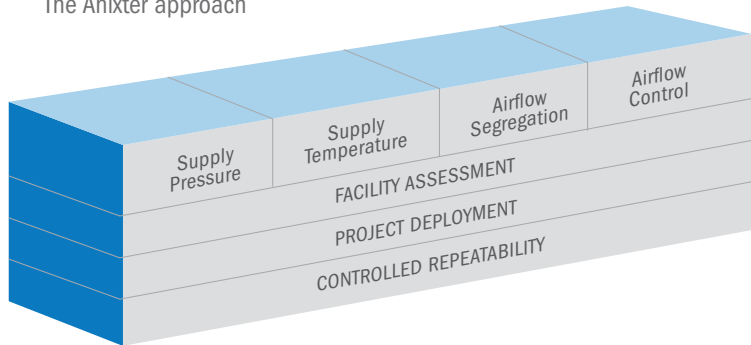 The Anixter approach
Supply
Pressure
Supply
Temperature
Airflow
Segregation
Airflow
Control
FACILITY ASSESSMENT
PROJECT DEPLOYMENT
CONTROLLED REPEATABILITY